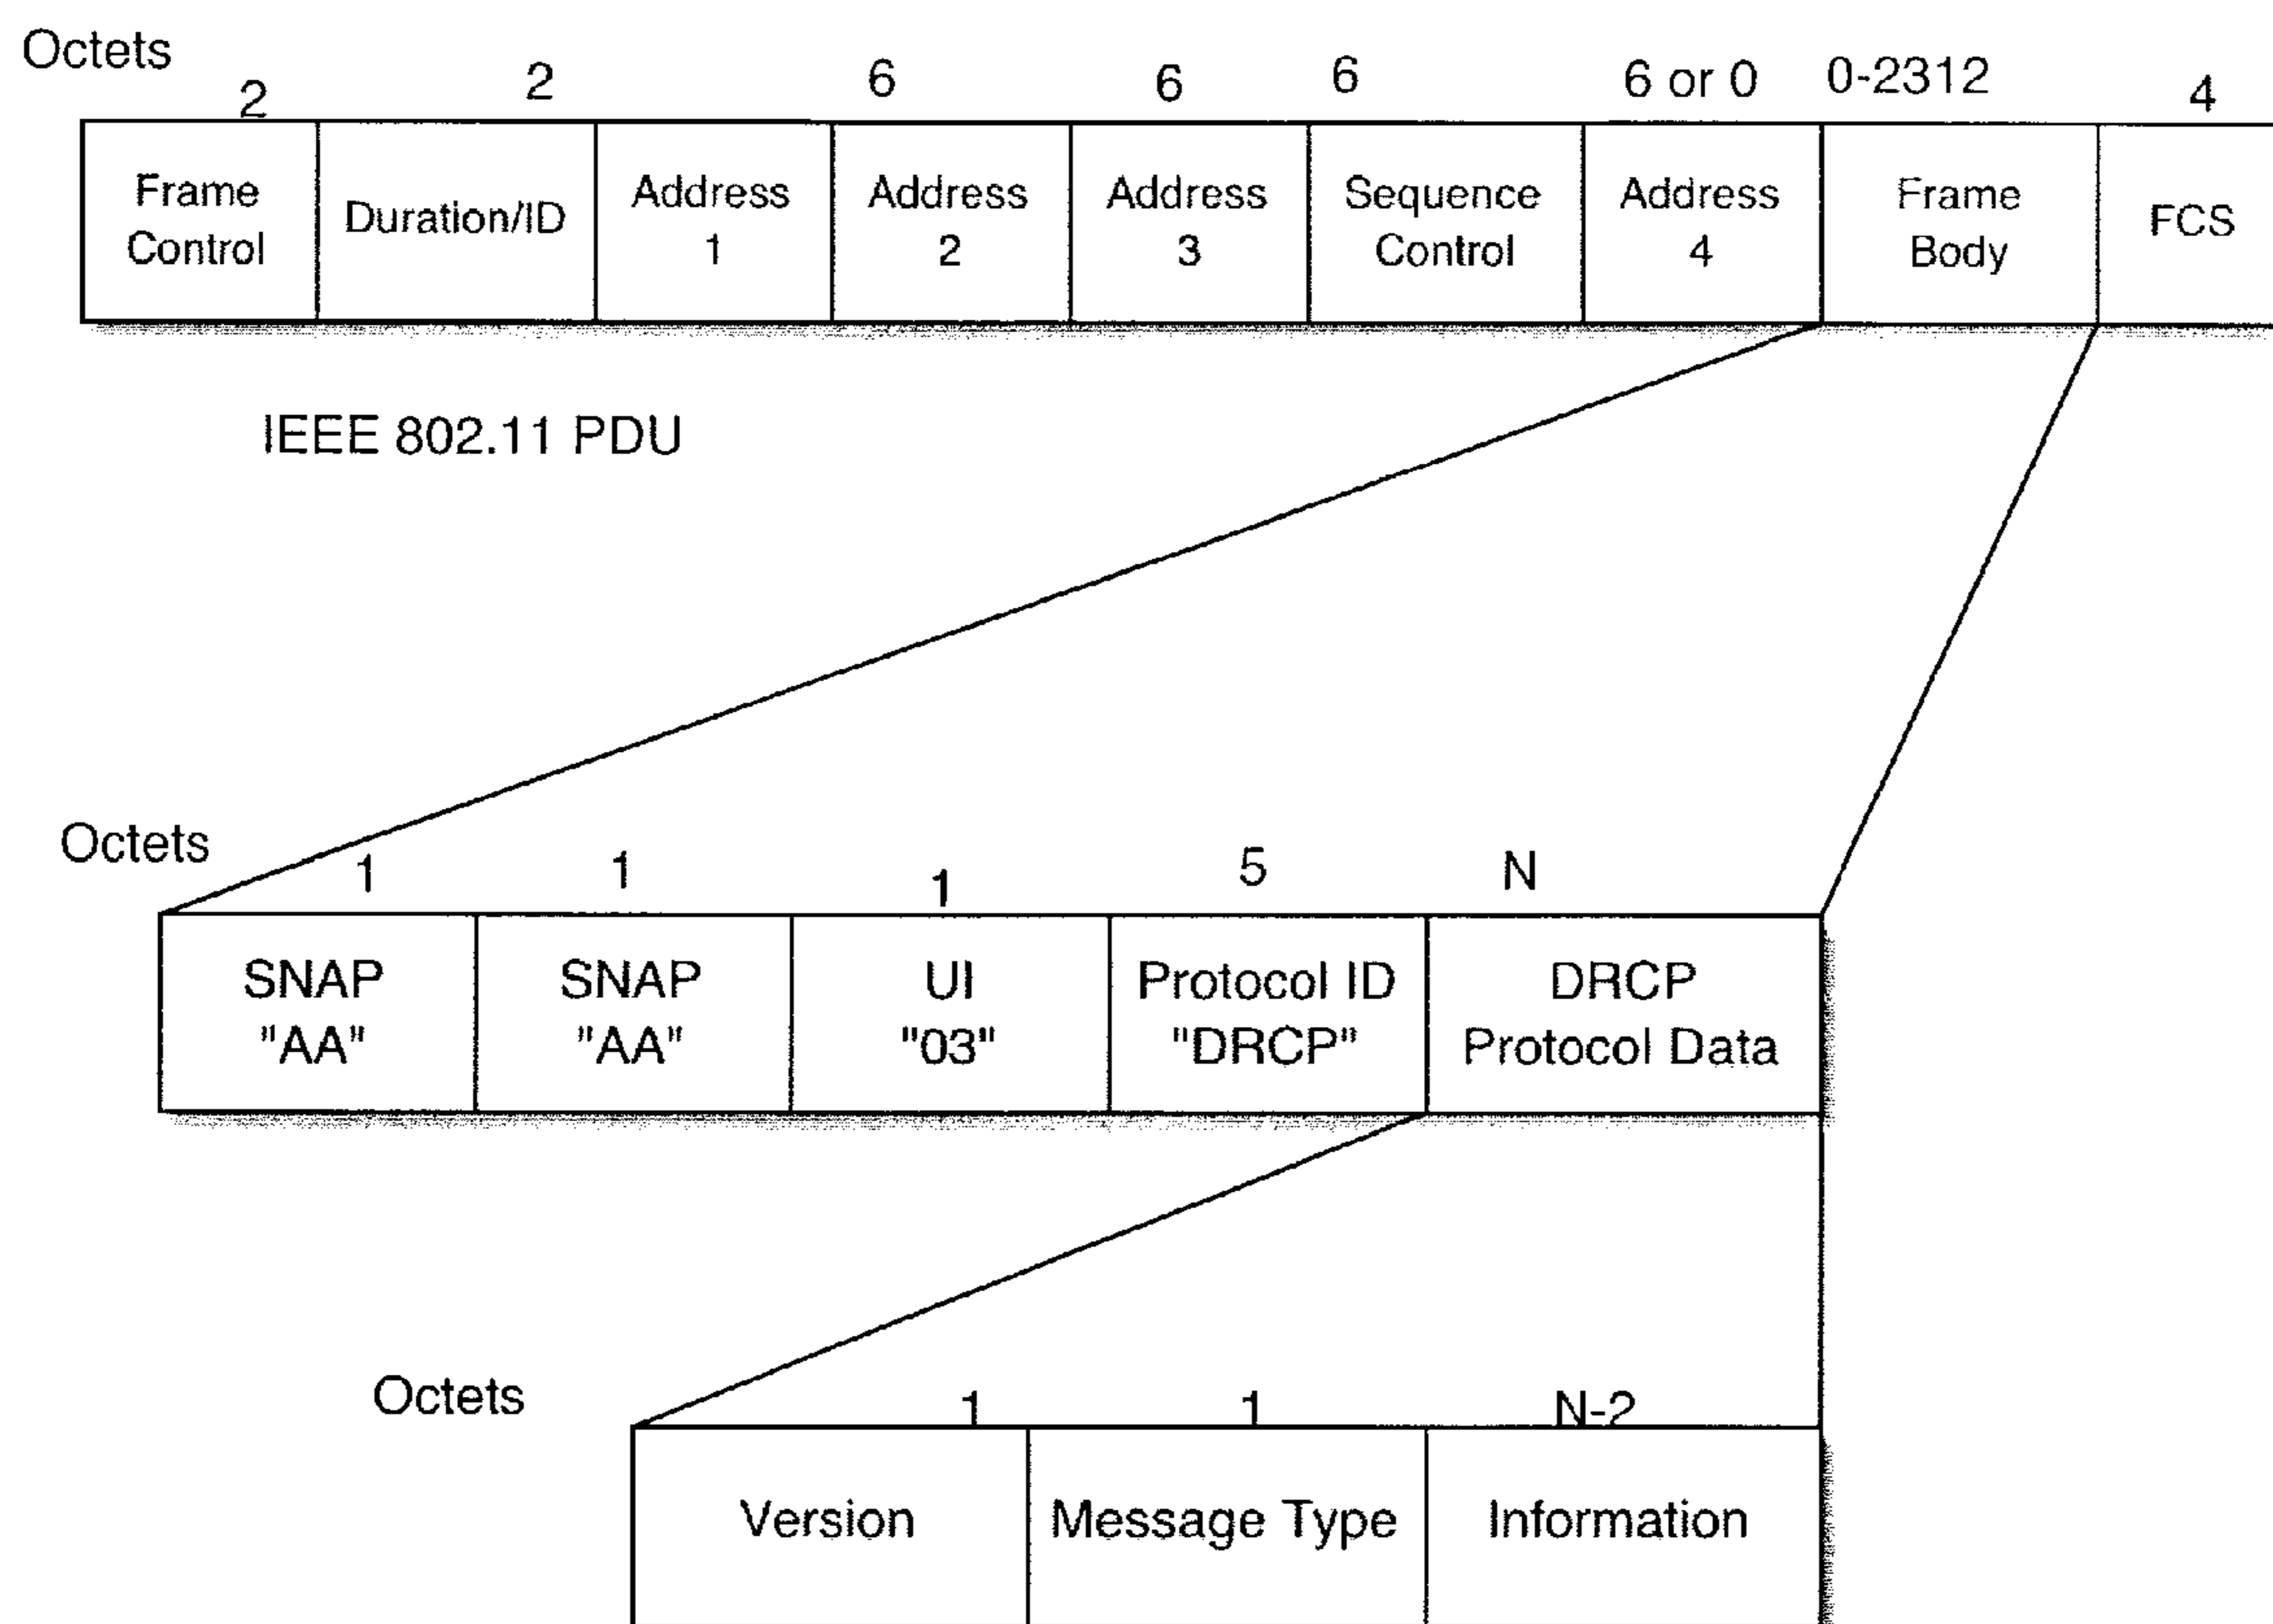 Octets
2 2 6 6 6 6 or 0 0-2312 4
Frame Control
Duration/ID
Address 1
Address 2
Address 3
Sequence Control
Address 4
Frame Body
FCS
IEEE 802.11 PDU
Octets
1 1 1 5 N
SNAP "AA"
SNAP "AA"
UI "03"
Protocol ID "DRCP"
DRCP Protocol Data
Octets
1 1 N-2
Version
Message Type
Information